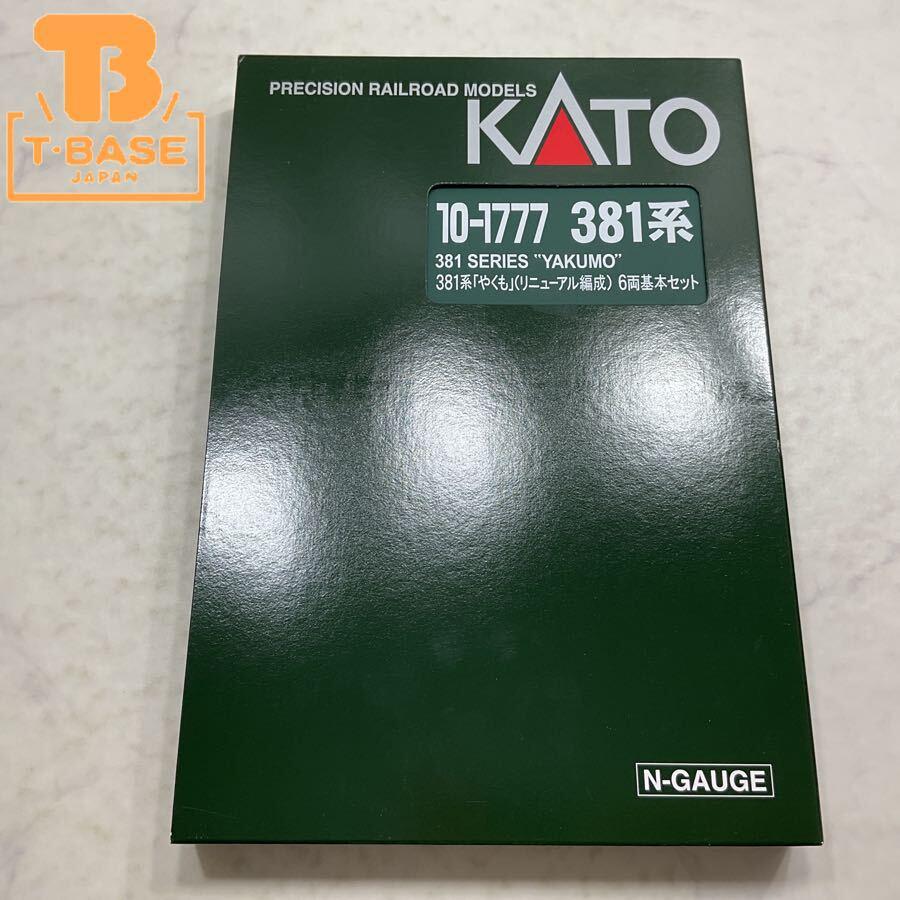 T・BASE
JAPAN
PRECISION RAILROAD MODELS
KATO
10-1777 381系
381 SERIES "YAKUMO"
381系「やくも」(リニューアル編成) 6両基本セット
N-GAUGE